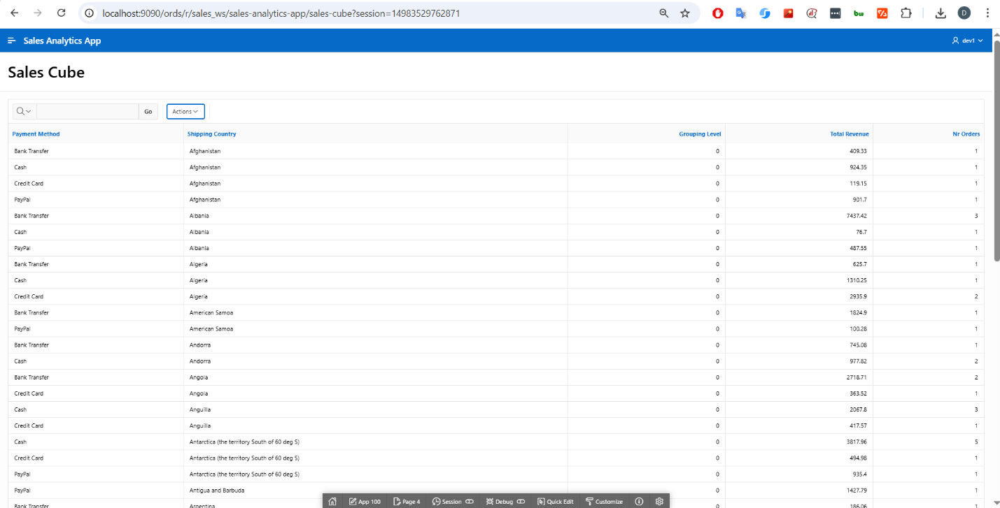 localhost:9090/ords/r/sales_ws/sales-analytics-app/sales-cube?session=14983529762871
bw
D
Sales Analytics App
dev1
Sales Cube
Go
Actions
Payment Method Shipping Country Grouping Level Total Revenue Nr Orders
Bank Transfer Afghanistan 0 409.33 1
Cash Afghanistan 0 924.35 1
Credit Card Afghanistan 0 119.15 1
PayPal Afghanistan 0 901.7 1
Bank Transfer Albania 0 7437.42 3
Cash Albania 0 76.7 1
PayPal Albania 0 487.55 1
Bank Transfer Algeria 0 625.7 1
Cash Algeria 0 1310.25 1
Credit Card Algeria 0 2935.9 2
Bank Transfer American Samoa 0 1824.9 1
PayPal American Samoa 0 100.28 1
Bank Transfer Andorra 0 745.08 1
Cash Andorra 0 977.82 2
Bank Transfer Angola 0 2718.71 2
Credit Card Angola 0 363.52 1
Cash Anguilla 0 2067.8 3
Credit Card Anguilla 0 417.57 1
Cash Antarctica (the territory South of 60 deg S) 0 3817.96 5
Credit Card Antarctica (the territory South of 60 deg S) 0 494.98 1
PayPal Antarctica (the territory South of 60 deg S) 0 935.4 1
PayPal Antigua and Barbuda 0 1427.79 1
Bank Transfer Argentina 0 186.06 1
App 100 Page 4 Session Debug Quick Edit Customize